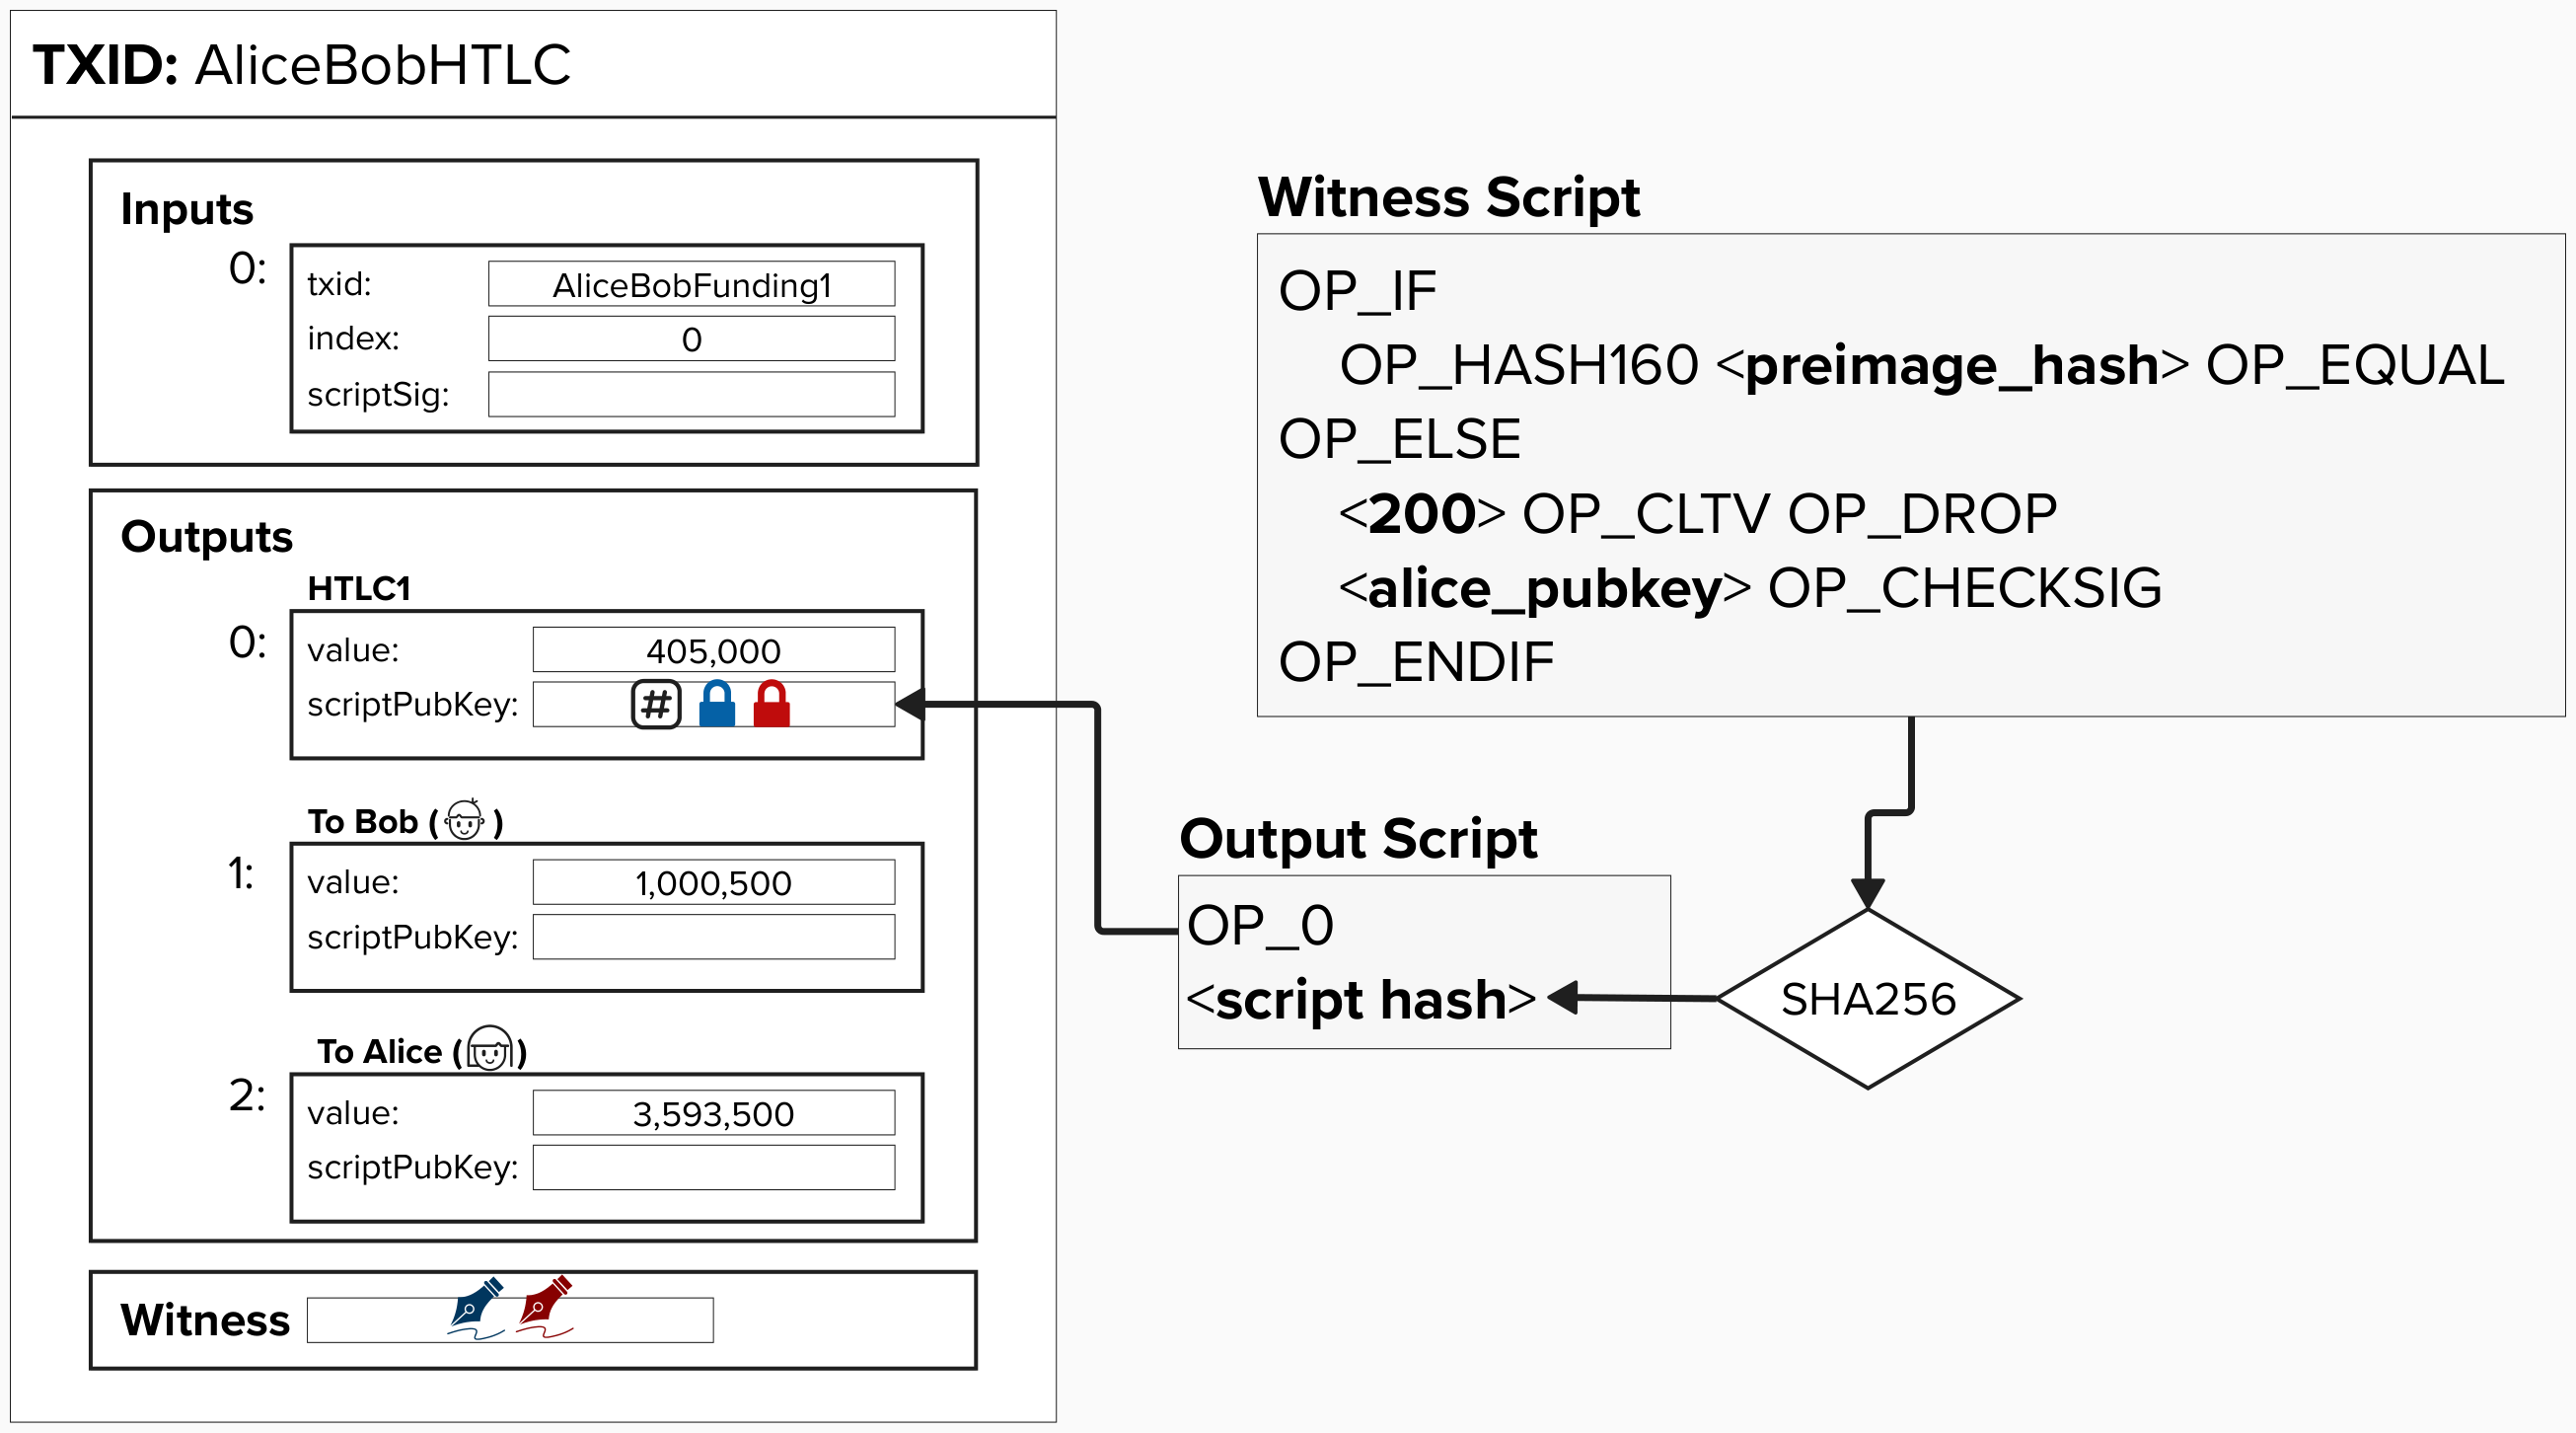 TXID: AliceBobHTLC
Inputs
0:
txid: AliceBobFunding1
index: 0
scriptSig:
Outputs
HTLC1
0:
value: 405,000
scriptPubKey: #
To Bob ( )
1:
value: 1,000,500
scriptPubKey:
To Alice ( )
2:
value: 3,593,500
scriptPubKey:
Witness
Witness Script
OP_IF
OP_HASH160 <preimage_hash> OP_EQUAL
OP_ELSE
<200> OP_CLTV OP_DROP
<alice_pubkey> OP_CHECKSIG
OP_ENDIF
Output Script
OP_0
<script hash>
SHA256